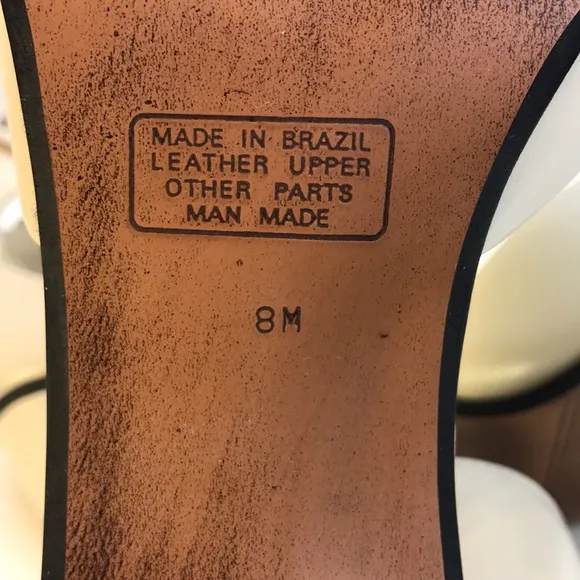 MADE IN BRAZIL
LEATHER UPPER
OTHER PARTS
MAN MADE
8M